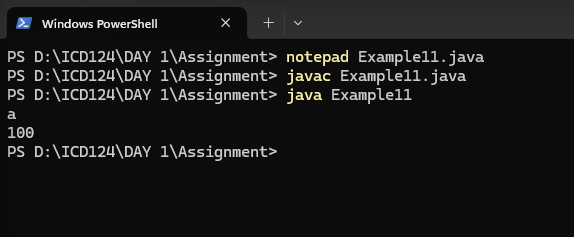 Windows PowerShell
PS D:\ICD124\DAY 1\Assignment> notepad Example11.java
PS D:\ICD124\DAY 1\Assignment> javac Example11.java
PS D:\ICD124\DAY 1\Assignment> java Example11
a
100
PS D:\ICD124\DAY 1\Assignment>